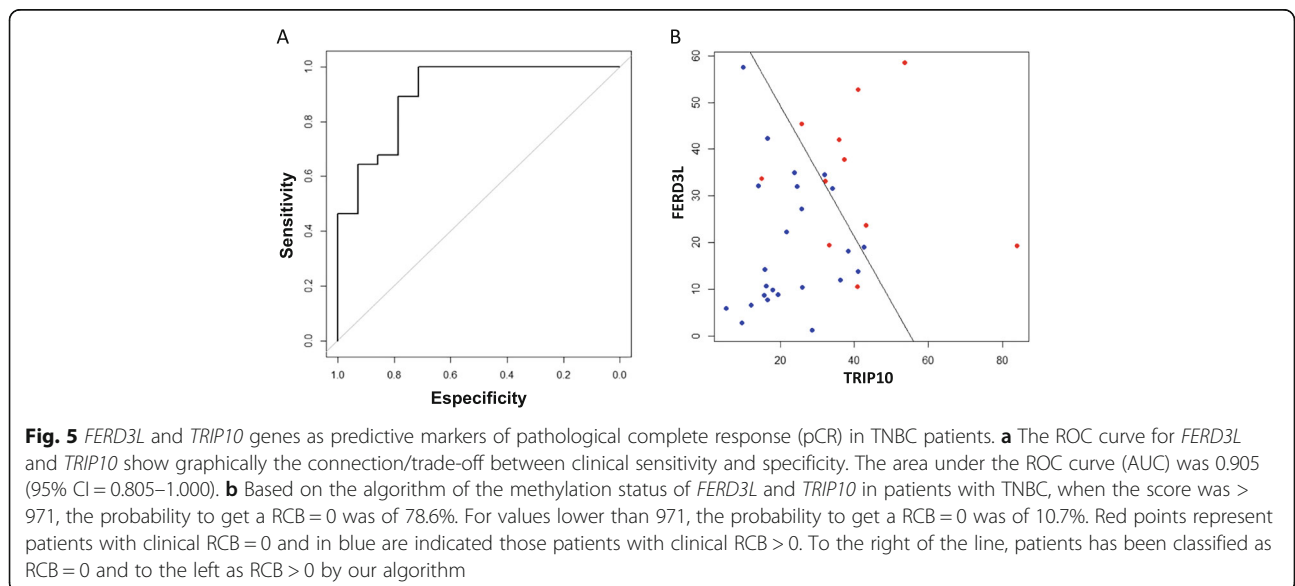 A
B
Sensitivity
1.0
0.8
0.6
0.4
0.2
0.0
1.0 0.8 0.6 0.4 0.2 0.0
Especificity
FERD3L
60
50
40
30
20
10
0
20 40 60 80
TRIP10
Fig. 5 FERD3L and TRIP10 genes as predictive markers of pathological complete response (pCR) in TNBC patients. a The ROC curve for FERD3L
and TRIP10 show graphically the connection/trade-off between clinical sensitivity and specificity. The area under the ROC curve (AUC) was 0.905
(95% CI = 0.805–1.000). b Based on the algorithm of the methylation status of FERD3L and TRIP10 in patients with TNBC, when the score was >
971, the probability to get a RCB = 0 was of 78.6%. For values lower than 971, the probability to get a RCB = 0 was of 10.7%. Red points represent
patients with clinical RCB = 0 and in blue are indicated those patients with clinical RCB > 0. To the right of the line, patients has been classified as
RCB = 0 and to the left as RCB > 0 by our algorithm